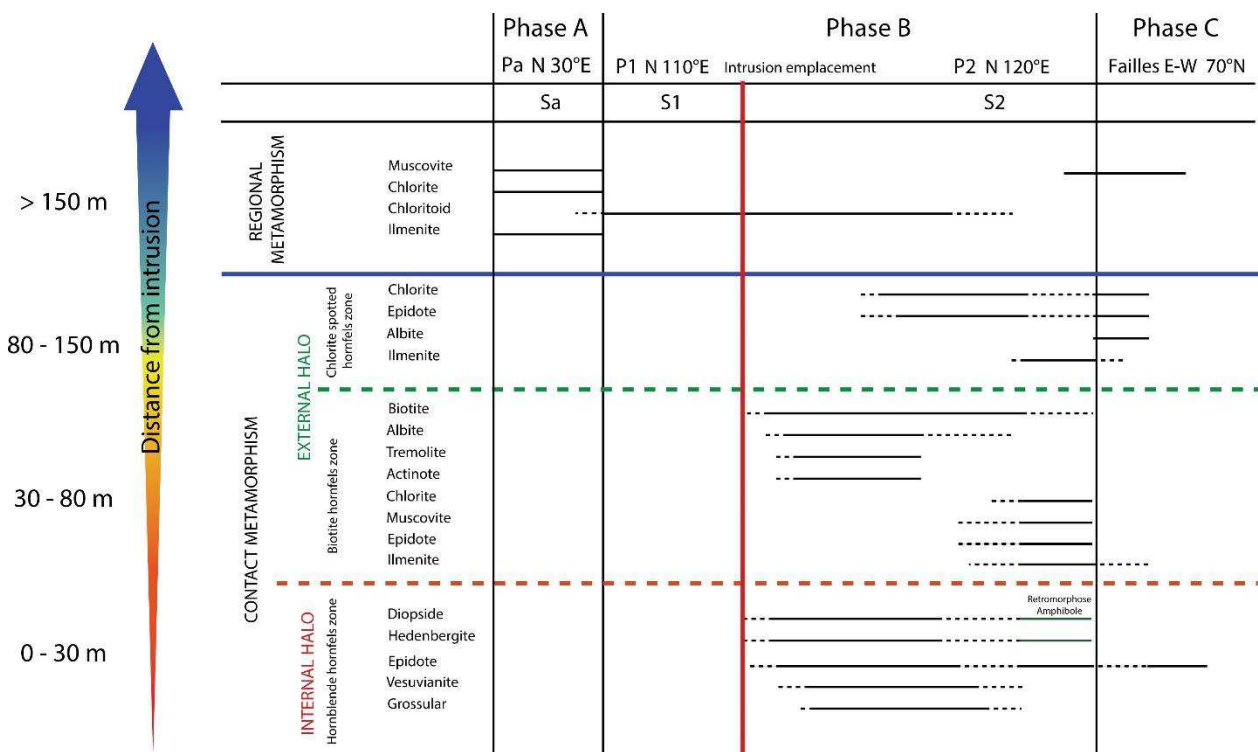 Phase A
Phase B
Phase C
Pa N 30°E
P1 N 110°E
Intrusion emplacement
P2 N 120°E
Failles E-W 70°N
Sa
S1
S2
Distance from intrusion
> 150 m
80 - 150 m
30 - 80 m
0 - 30 m
REGIONAL
METAMORPHISM
Muscovite
Chlorite
Chloritoid
Ilmenite
CONTACT METAMORPHISM
EXTERNAL HALO
Chlorite spotted
hornfels zone
Chlorite
Epidote
Albite
Ilmenite
Biotite hornfels zone
Biotite
Albite
Tremolite
Actinote
Chlorite
Muscovite
Epidote
Ilmenite
INTERNAL HALO
Hornblende hornfels zone
Diopside
Hedenbergite
Epidote
Vesuvianite
Grossular
Retromorphose
Amphibole